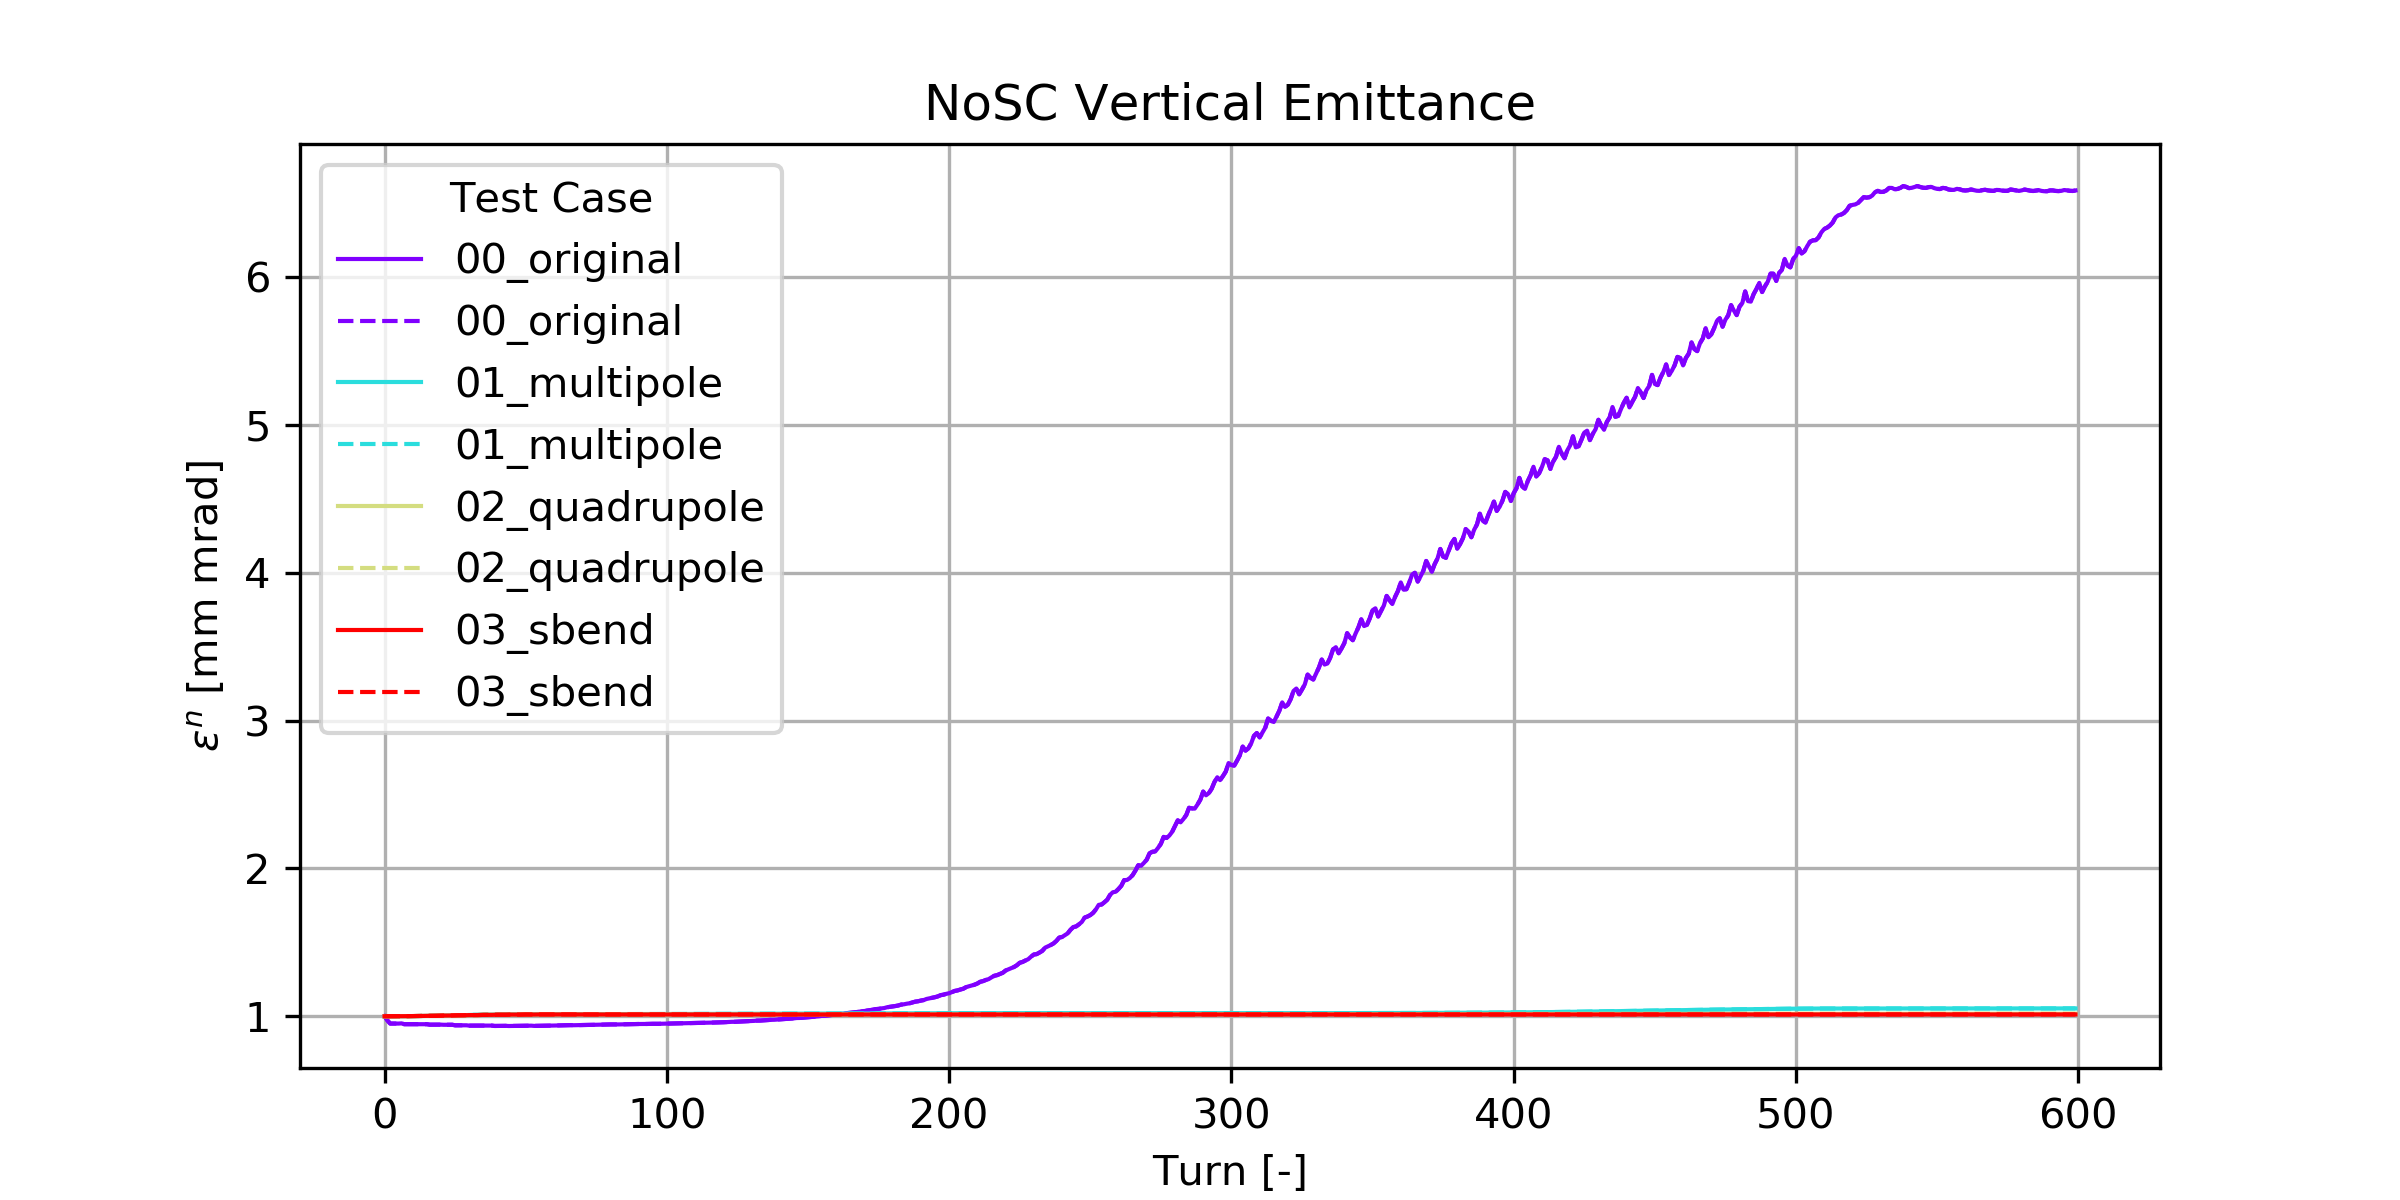 NoSC Vertical Emittance
Test Case
00_original
00_original
01_multipole
01_multipole
02_quadrupole
02_quadrupole
03_sbend
03_sbend
6
5
4
3
2
1
εⁿ [mm mrad]
0 100 200 300 400 500 600
Turn [-]